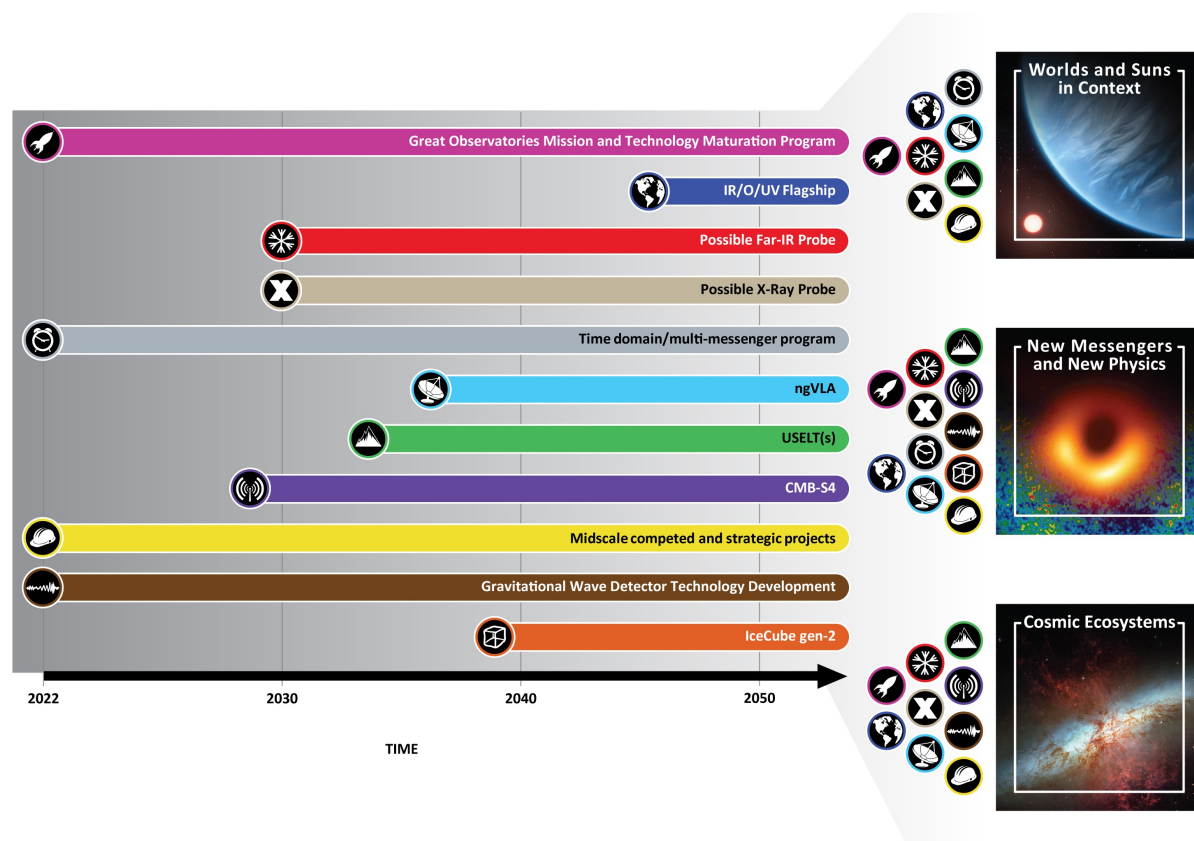 Worlds and Suns
in Context
Great Observatories Mission and Technology Maturation Program
IR/O/UV Flagship
Possible Far-IR Probe
X
Possible X-Ray Probe
X
Time domain/multi-messenger program
New Messengers
and New Physics
ngVLA
X
USELT(s)
CMB-S4
Midscale competed and strategic projects
Gravitational Wave Detector Technology Development
Cosmic Ecosystems
IceCube gen-2
X
2022
2030
2040
2050
TIME